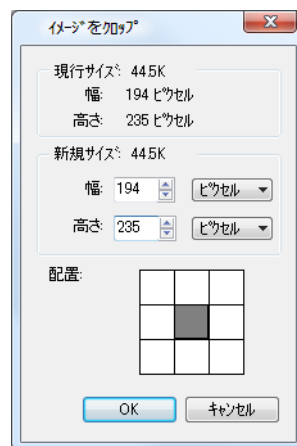 ｲﾒｰｼﾞをｸﾛｯﾌﾟ
現行ｻｲｽﾞ: 44.5K
幅: 194 ﾋﾟｸｾﾙ
高さ: 235 ﾋﾟｸｾﾙ
新規ｻｲｽﾞ: 44.5K
幅: 194 ﾋﾟｸｾﾙ
高さ: 235 ﾋﾟｸｾﾙ
配置:
OK ｷｬﾝｾﾙ